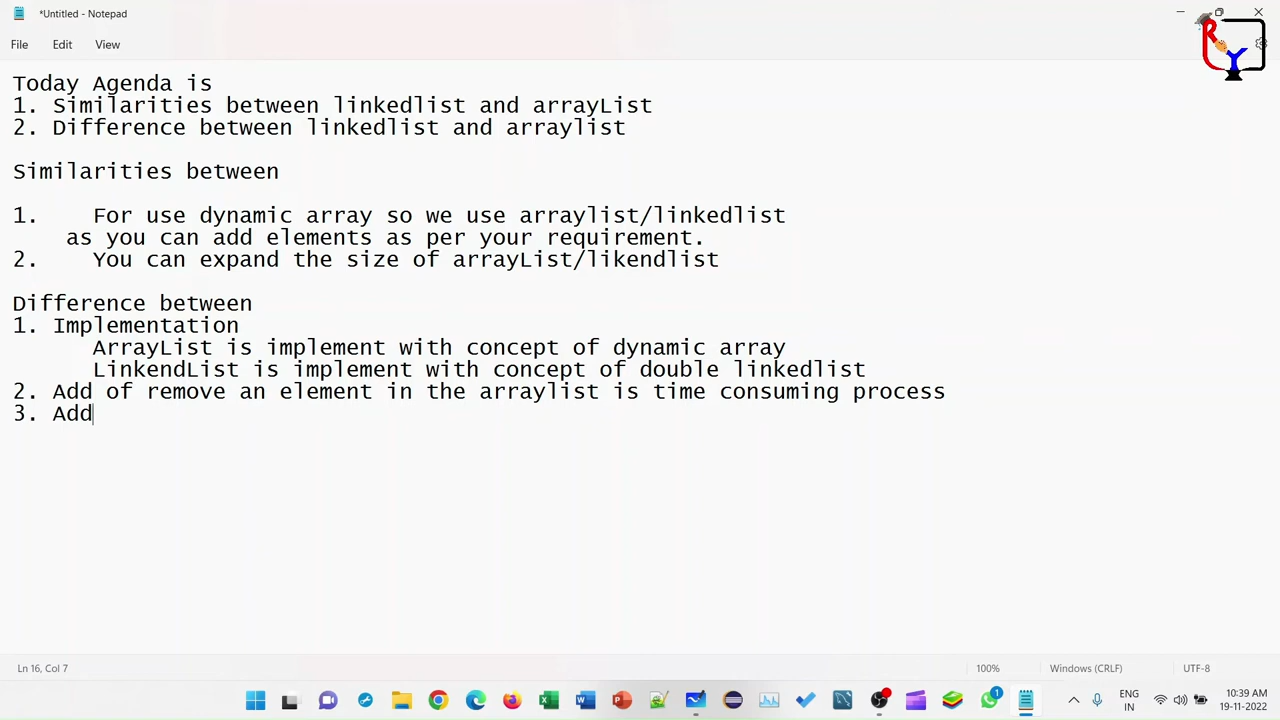 *Untitled - Notepad
File Edit View
R
Y
Today Agenda is
1. Similarities between linkedlist and arrayList
2. Difference between linkedlist and arraylist
Similarities between
1. For use dynamic array so we use arraylist/linkedlist
as you can add elements as per your requirement.
2. You can expand the size of arrayList/likendlist
Difference between
1. Implementation
ArrayList is implement with concept of dynamic array
LinkendList is implement with concept of double linkedlist
2. Add of remove an element in the arraylist is time consuming process
3. Add
Ln 16, Col 7 100% Windows (CRLF) UTF-8
1
ENG
IN
10:39 AM
19-11-2022